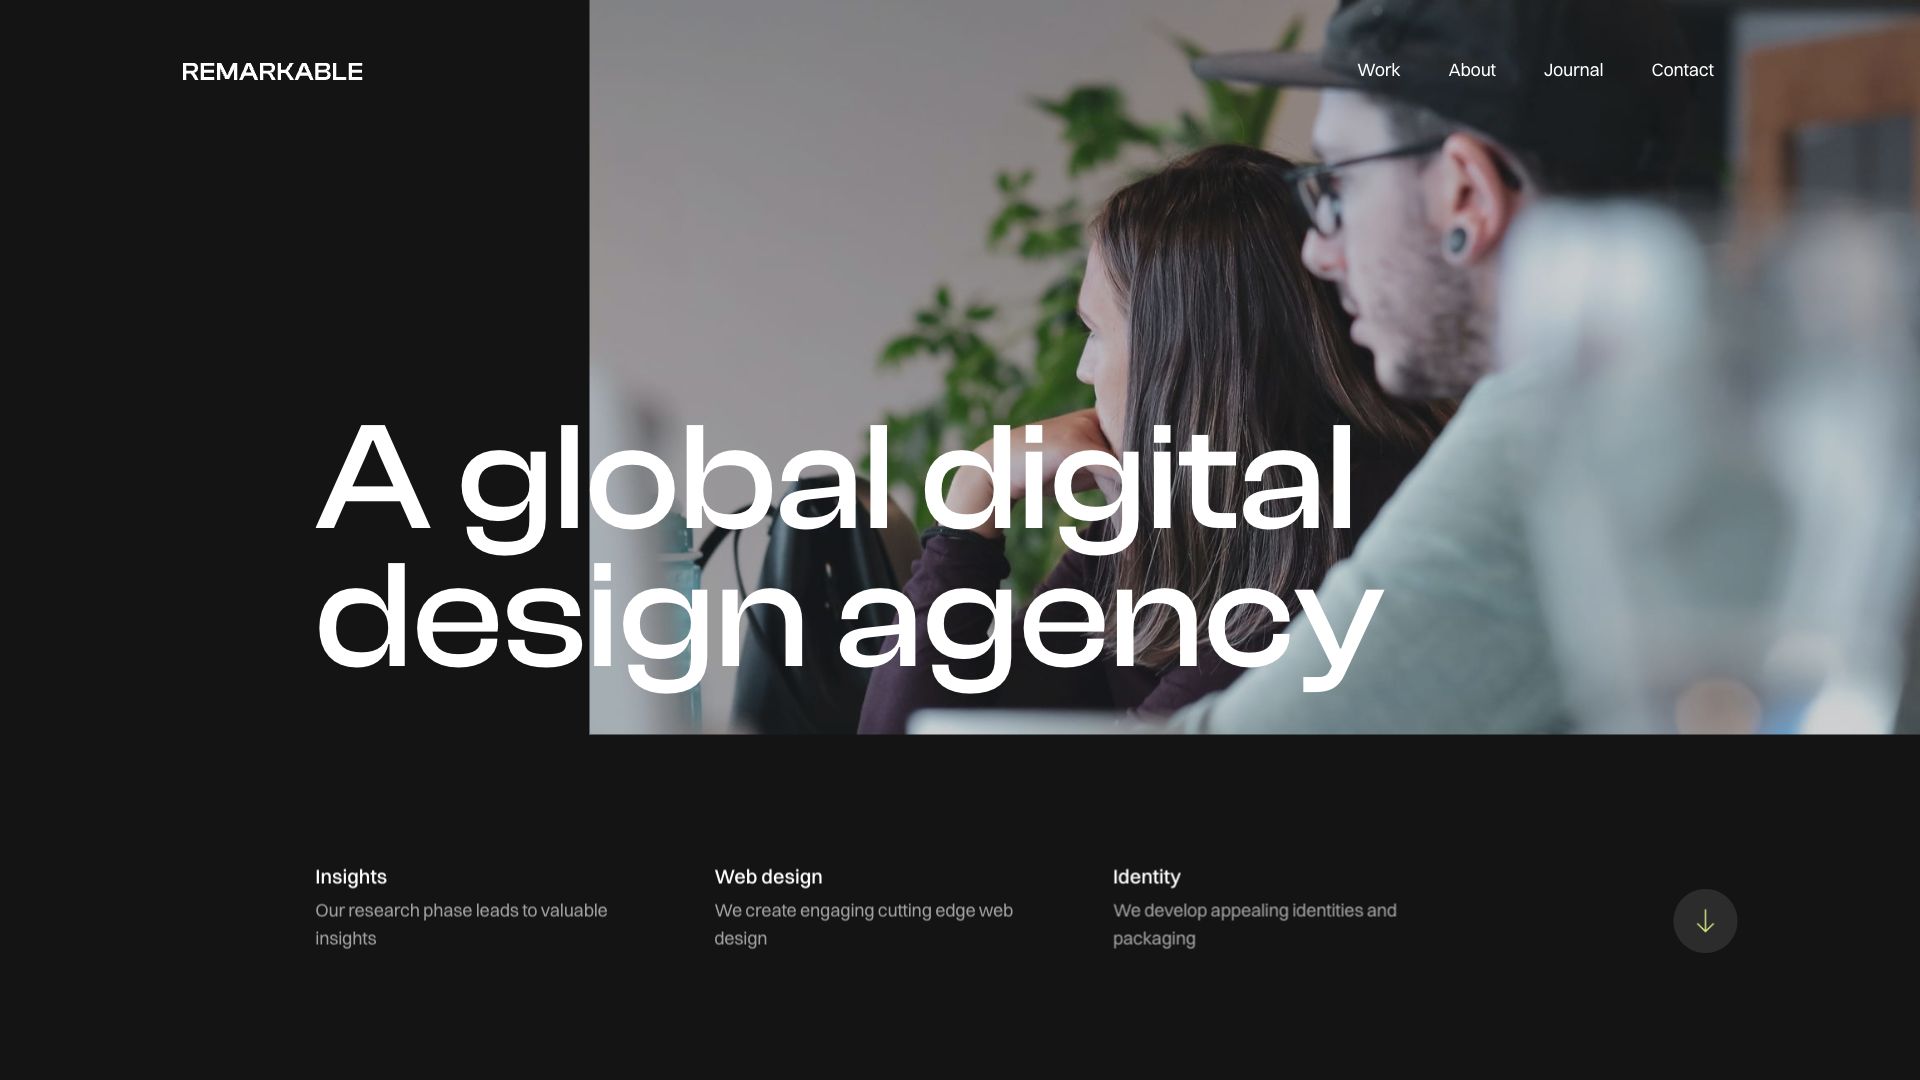 REMARKABLE
Work
About
Journal
Contact
A global digital
design agency
Insights
Our research phase leads to valuable
insights
Web design
We create engaging cutting edge web
design
Identity
We develop appealing identities and
packaging